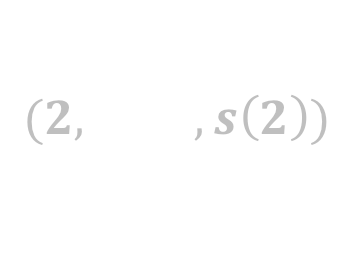 (2, , s(2))